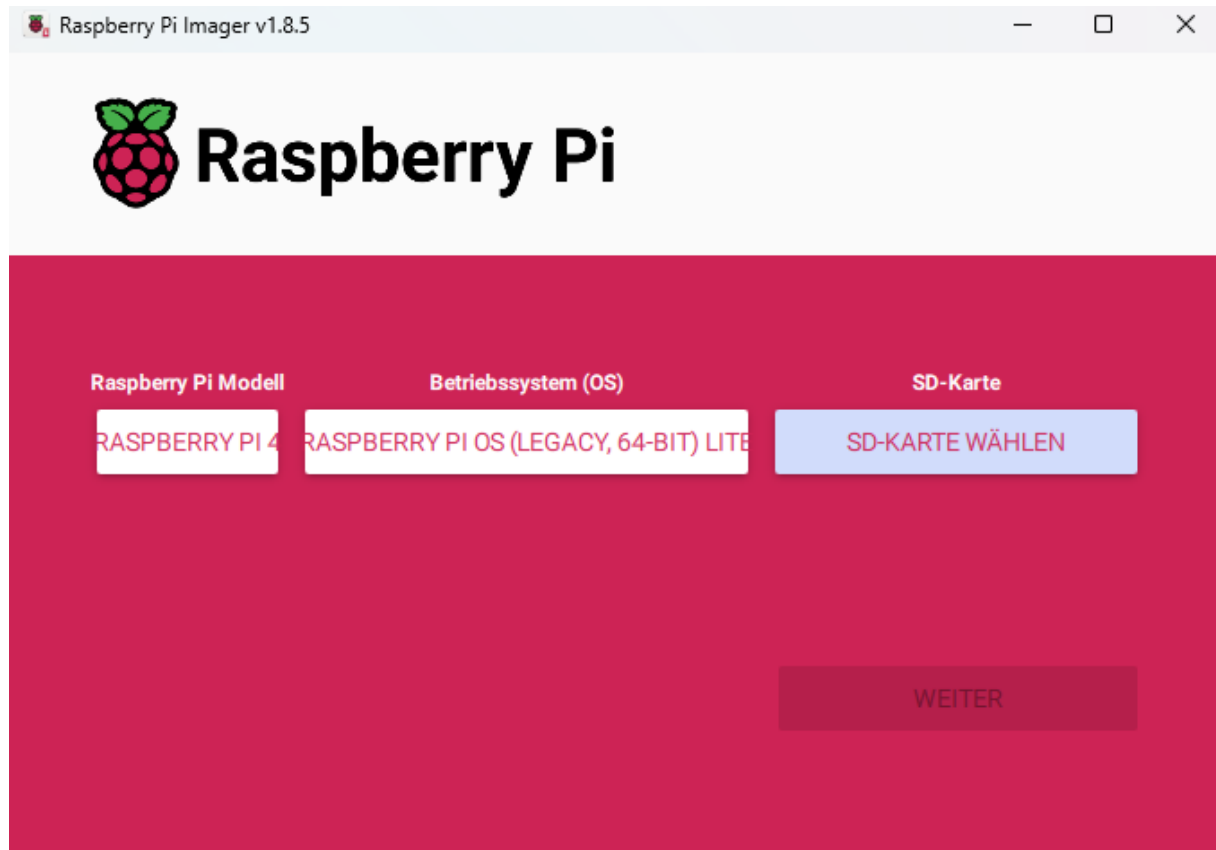 Raspberry Pi Imager v1.8.5
Raspberry Pi
Raspberry Pi Modell
Betriebssystem (OS)
SD-Karte
RASPBERRY PI 4
RASPBERRY PI OS (LEGACY, 64-BIT) LITE
SD-KARTE WÄHLEN
WEITER